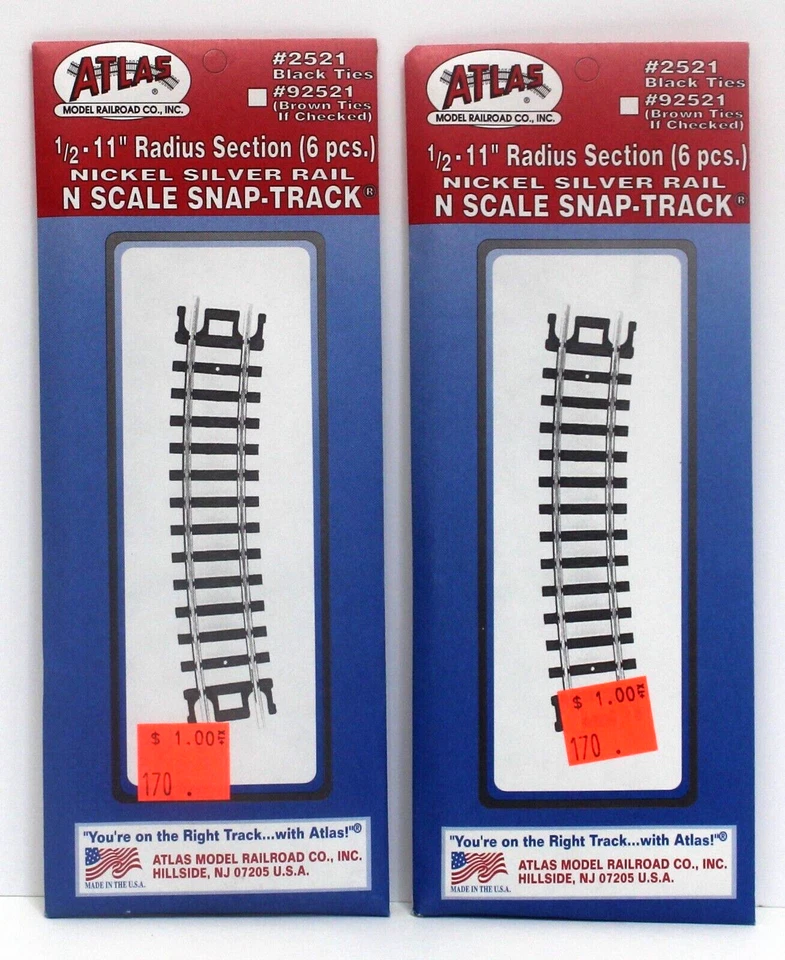 ATLAS ®
MODEL RAILROAD CO., INC.
#2521
Black Ties
#92521
(Brown Ties
If Checked)
1/2 - 11" Radius Section (6 pcs.)
NICKEL SILVER RAIL
N SCALE SNAP-TRACK®
$ 1.00
170 .
"You're on the Right Track...with Atlas!"®
ATLAS MODEL RAILROAD CO., INC.
HILLSIDE, NJ 07205 U.S.A.
MADE IN THE U.S.A.
ATLAS ®
MODEL RAILROAD CO., INC.
#2521
Black Ties
#92521
(Brown Ties
If Checked)
1/2 - 11" Radius Section (6 pcs.)
NICKEL SILVER RAIL
N SCALE SNAP-TRACK®
$ 1.00
170 .
"You're on the Right Track...with Atlas!"®
ATLAS MODEL RAILROAD CO., INC.
HILLSIDE, NJ 07205 U.S.A.
MADE IN THE U.S.A.